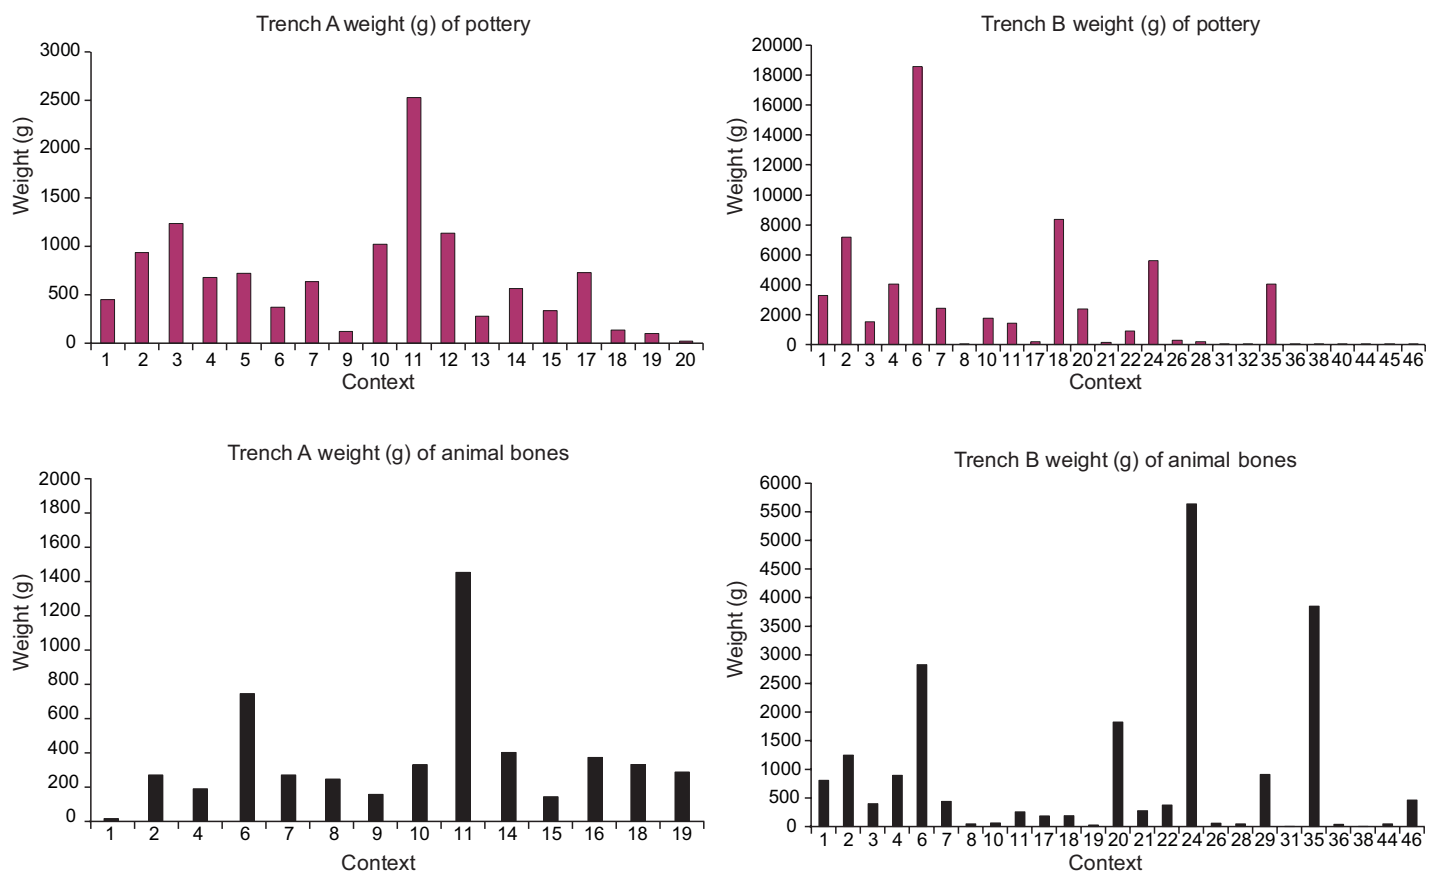 Trench A weight (g) of pottery
3000
2500
2000
1500
1000
500
0
Weight (g)
1 2 3 4 5 6 7 9 10 11 12 13 14 15 17 18 19 20
Context
Trench B weight (g) of pottery
20000
18000
16000
14000
12000
10000
8000
6000
4000
2000
0
Weight (g)
1 2 3 4 6 7 8 10 11 17 18 20 21 22 24 26 28 31 32 35 36 38 40 44 45 46
Context
Trench A weight (g) of animal bones
2000
1800
1600
1400
1200
1000
800
600
400
200
0
Weight (g)
1 2 4 6 7 8 9 10 11 14 15 16 18 19
Context
Trench B weight (g) of animal bones
6000
5500
5000
4500
4000
3500
3000
2500
2000
1500
1000
500
0
Weight (g)
1 2 3 4 6 7 8 10 11 17 18 19 20 21 22 24 26 28 29 31 35 36 38 44 46
Context